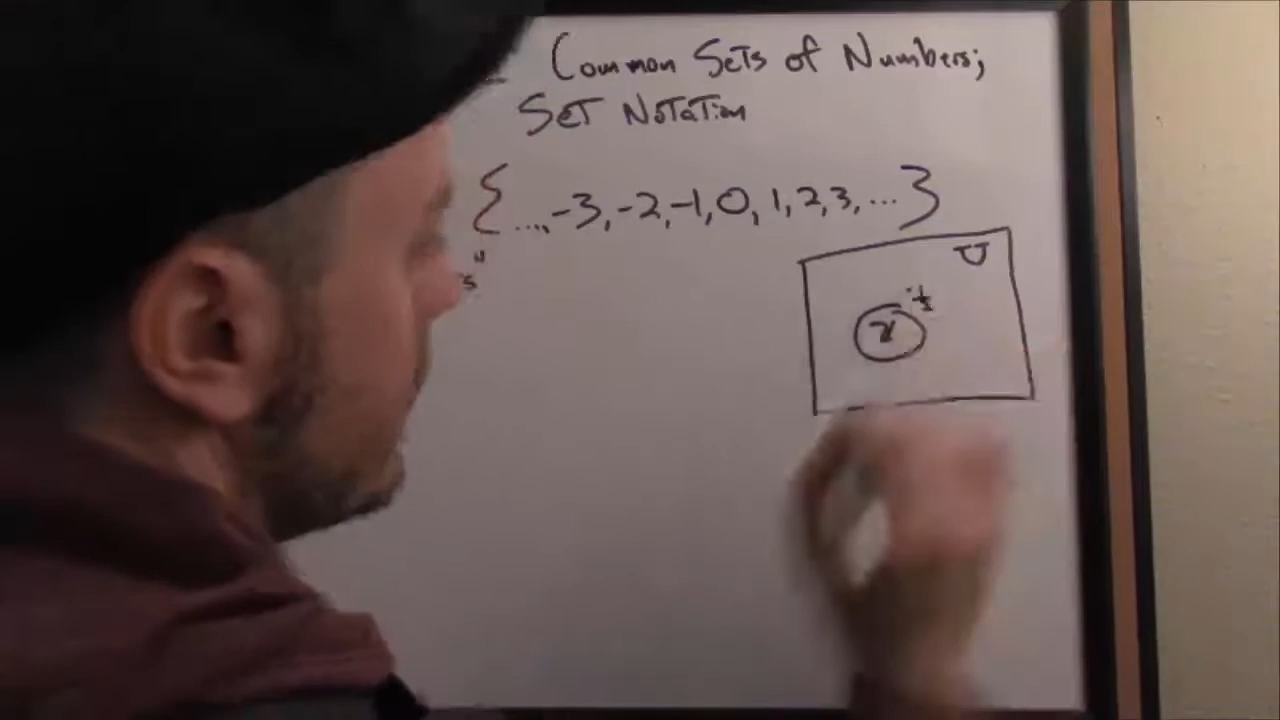 Common Sets of Numbers;
Set Notation
{ ..., -3, -2, -1, 0, 1, 2, 3, ... }
s"
U